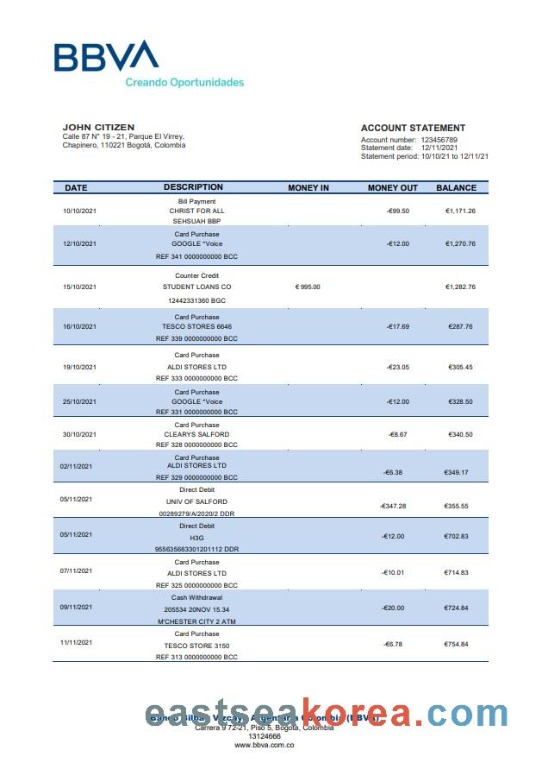 BBVA
Creando Oportunidades
JOHN CITIZEN
Calle 87 N° 19 - 21, Parque El Virrey,
Chapinero, 110221 Bogotá, Colombia
ACCOUNT STATEMENT
Account number: 123456789
Statement date: 12/11/2021
Statement period: 10/10/21 to 12/11/21
DATE DESCRIPTION MONEY IN MONEY OUT BALANCE
Bill Payment
10/10/2021 CHRIST FOR ALL -€99.50 €1,171.26
SEHSUAH BBP
Card Purchase
12/10/2021 GOOGLE *Voice -€12.00 €1,270.76
REF 341 0000000000 BCC
Counter Credit
15/10/2021 STUDENT LOANS CO € 995.00 €1,282.76
12442331360 BGC
Card Purchase
16/10/2021 TESCO STORES 6646 -€17.69 €287.76
REF 339 0000000000 BCC
Card Purchase
19/10/2021 ALDI STORES LTD -€23.05 €305.45
REF 333 0000000000 BCC
Card Purchase
25/10/2021 GOOGLE *Voice -€12.00 €328.50
REF 331 0000000000 BCC
Card Purchase
30/10/2021 CLEARYS SALFORD -€8.67 €340.50
REF 328 0000000000 BCC
Card Purchase
02/11/2021 ALDI STORES LTD -€6.38 €349.17
REF 329 0000000000 BCC
Direct Debit
05/11/2021 UNIV OF SALFORD -€347.28 €355.55
00289279/A/2020/2 DDR
Direct Debit
05/11/2021 H3G -€12.00 €702.83
955635663301201112 DDR
Card Purchase
07/11/2021 ALDI STORES LTD -€10.01 €714.83
REF 325 0000000000 BCC
Cash Withdrawal
09/11/2021 205534 20NOV 15.34 -€20.00 €724.84
M'CHESTER CITY 2 ATM
Card Purchase
11/11/2021 TESCO STORE 3150 -€6.78 €754.84
REF 313 0000000000 BCC
eastseakorea.com
Banco Bilbao Vizcaya Argentaria Colombia (BBVA)
Carrera 9 72-21, Piso 5, Bogotá, Colombia
13124666
www.bbva.com.co